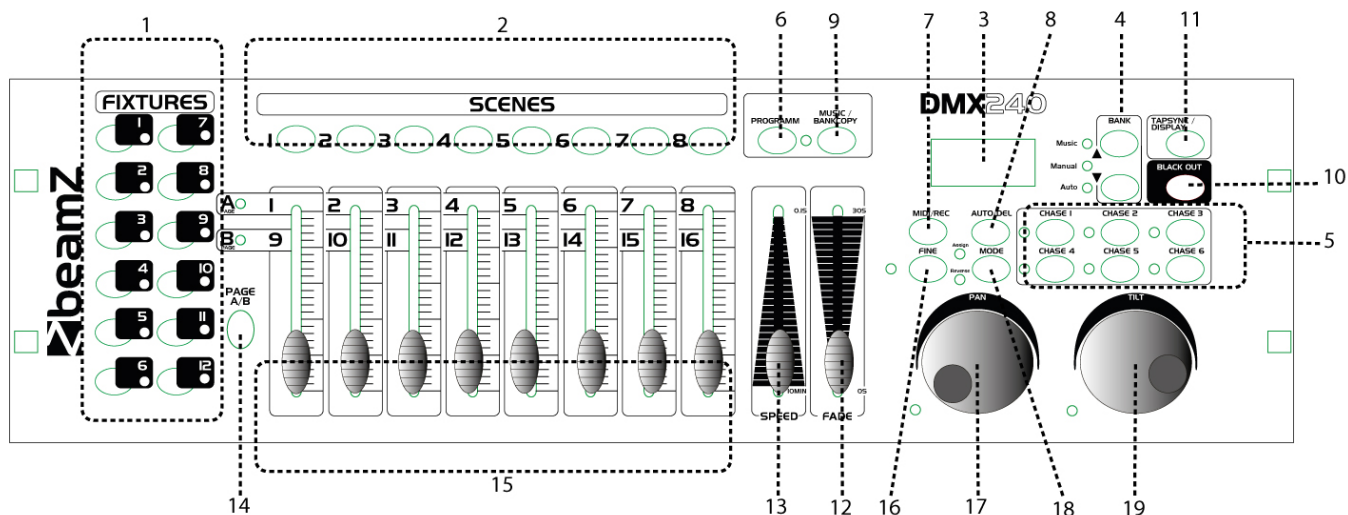 1 2 6 9 7 3 8 4 11
beamZ
FIXTURES
1 7
2 8
3 9
4 10
5 11
6 12
SCENES
1 2 3 4 5 6 7 8
A PAGE 1 2 3 4 5 6 7 8
B PAGE 9 10 11 12 13 14 15 16
PAGE A/B
PROGRAMM
MUSIC / BANKCOPY
0.1S
10MIN
SPEED
30S
0S
FADE
DMX240
Music
Manual
Auto
BANK
TAPSYNC / DISPLAY
BLACK OUT
10
MIDI/REC
AUTO/DEL
CHASE 1 CHASE 2 CHASE 3
5
FINE
Assign
Reverse
MODE
CHASE 4 CHASE 5 CHASE 6
PAN
TILT
14 15 13 12 16 17 18 19